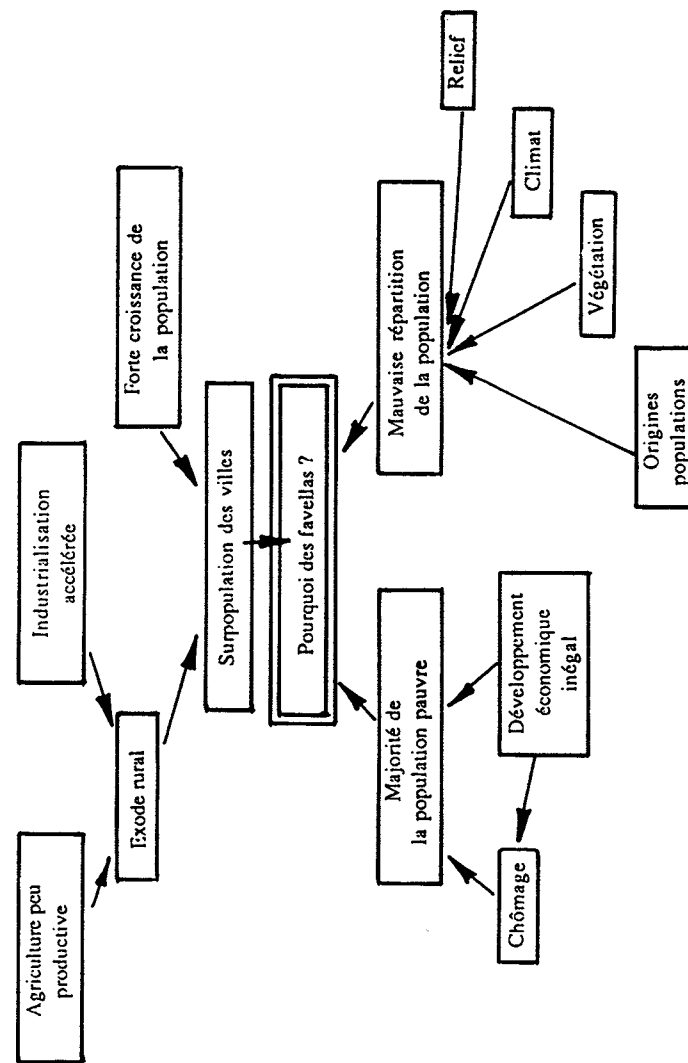 Agriculture peu
productive
Industrialisation
accélérée
Exode rural
Forte croissance de
la population
Surpopulation des villes
Pourquoi des favellas ?
Majorité de
la population pauvre
Mauvaise répartition
de la population
Chômage
Développement
économique
inégal
Origines
populations
Végétation
Climat
Relief